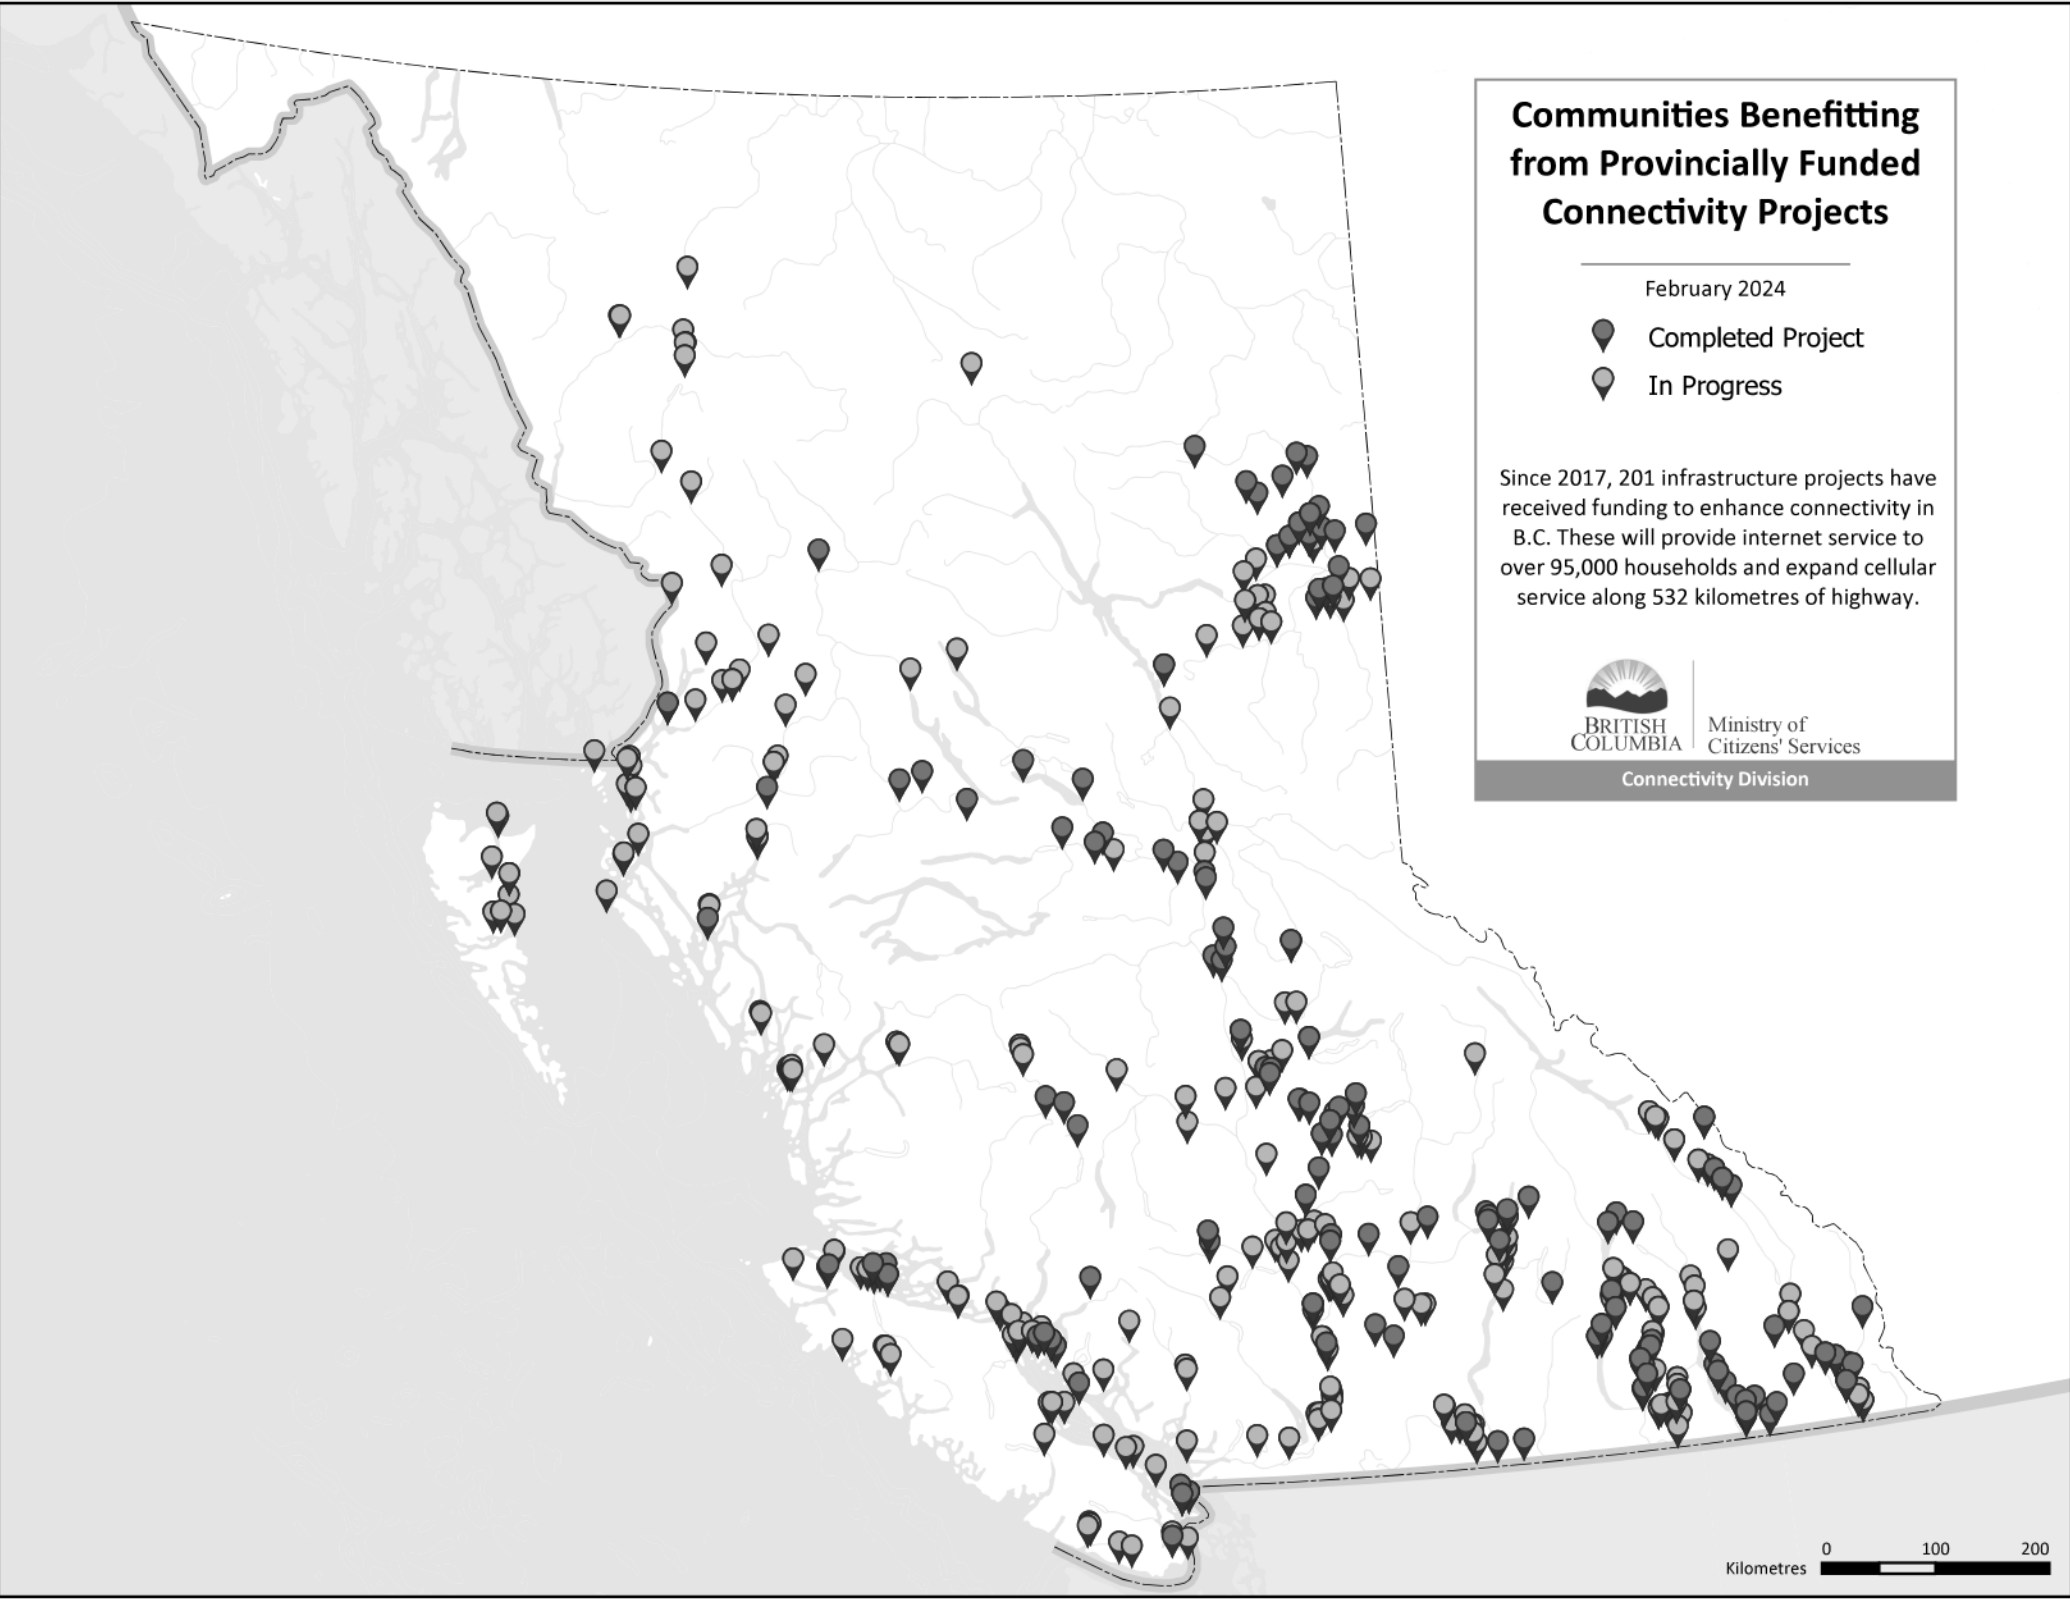 Communities Benefitting
from Provincially Funded
Connectivity Projects
February 2024
Completed Project
In Progress
Since 2017, 201 infrastructure projects have
received funding to enhance connectivity in
B.C. These will provide internet service to
over 95,000 households and expand cellular
service along 532 kilometres of highway.
BRITISH
COLUMBIA
Ministry of
Citizens' Services
Connectivity Division
0 100 200
Kilometres